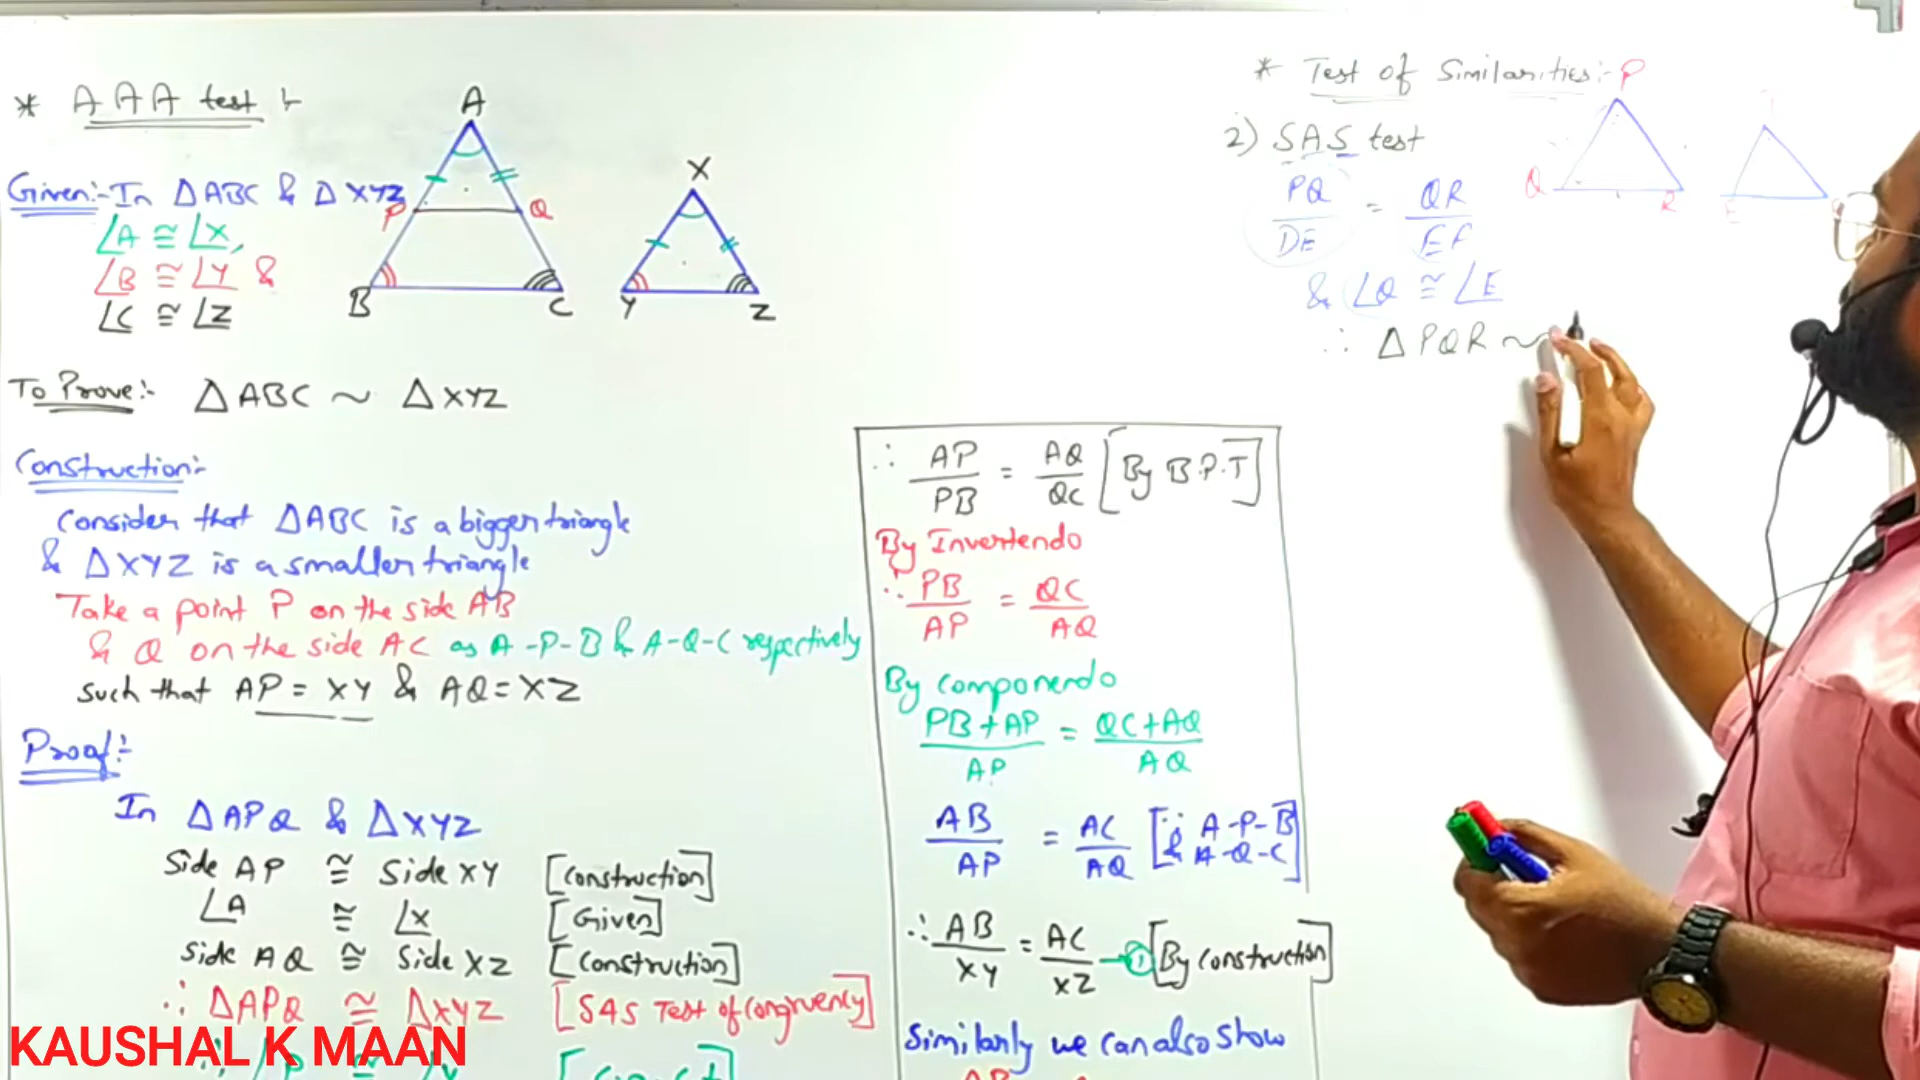 * AAA test :-
Given:- In △ABC & △XYZ
∠A ≅ ∠X,
∠B ≅ ∠Y &
∠C ≅ ∠Z
A
P
Q
B
C
X
Y
Z
To Prove:- △ABC ~ △XYZ
Construction:-
Consider that △ABC is a bigger triangle
& △XYZ is a smaller triangle
Take a point P on the side AB
& Q on the side AC as A-P-B & A-Q-C respectively
such that AP = XY & AQ = XZ
Proof:-
In △APQ & △XYZ
Side AP ≅ Side XY [Construction]
∠A ≅ ∠X [Given]
Side AQ ≅ Side XZ [Construction]
∴ △APQ ≅ △XYZ [SAS Test of Congruency]
KAUSHAL K MAAN
∴ AP/PB = AQ/QC [By B.P.T]
By Invertendo
∴ PB/AP = QC/AQ
By Componendo
PB+AP/AP = QC+AQ/AQ
AB/AP = AC/AQ [∵ A-P-B & A-Q-C]
∴ AB/XY = AC/XZ —① [By Construction]
Similarly we can also show
* Test of Similarities:-
2) SAS test
PQ/DE = QR/EF
& ∠Q ≅ ∠E
∴ △PQR ~
P
Q
R
E